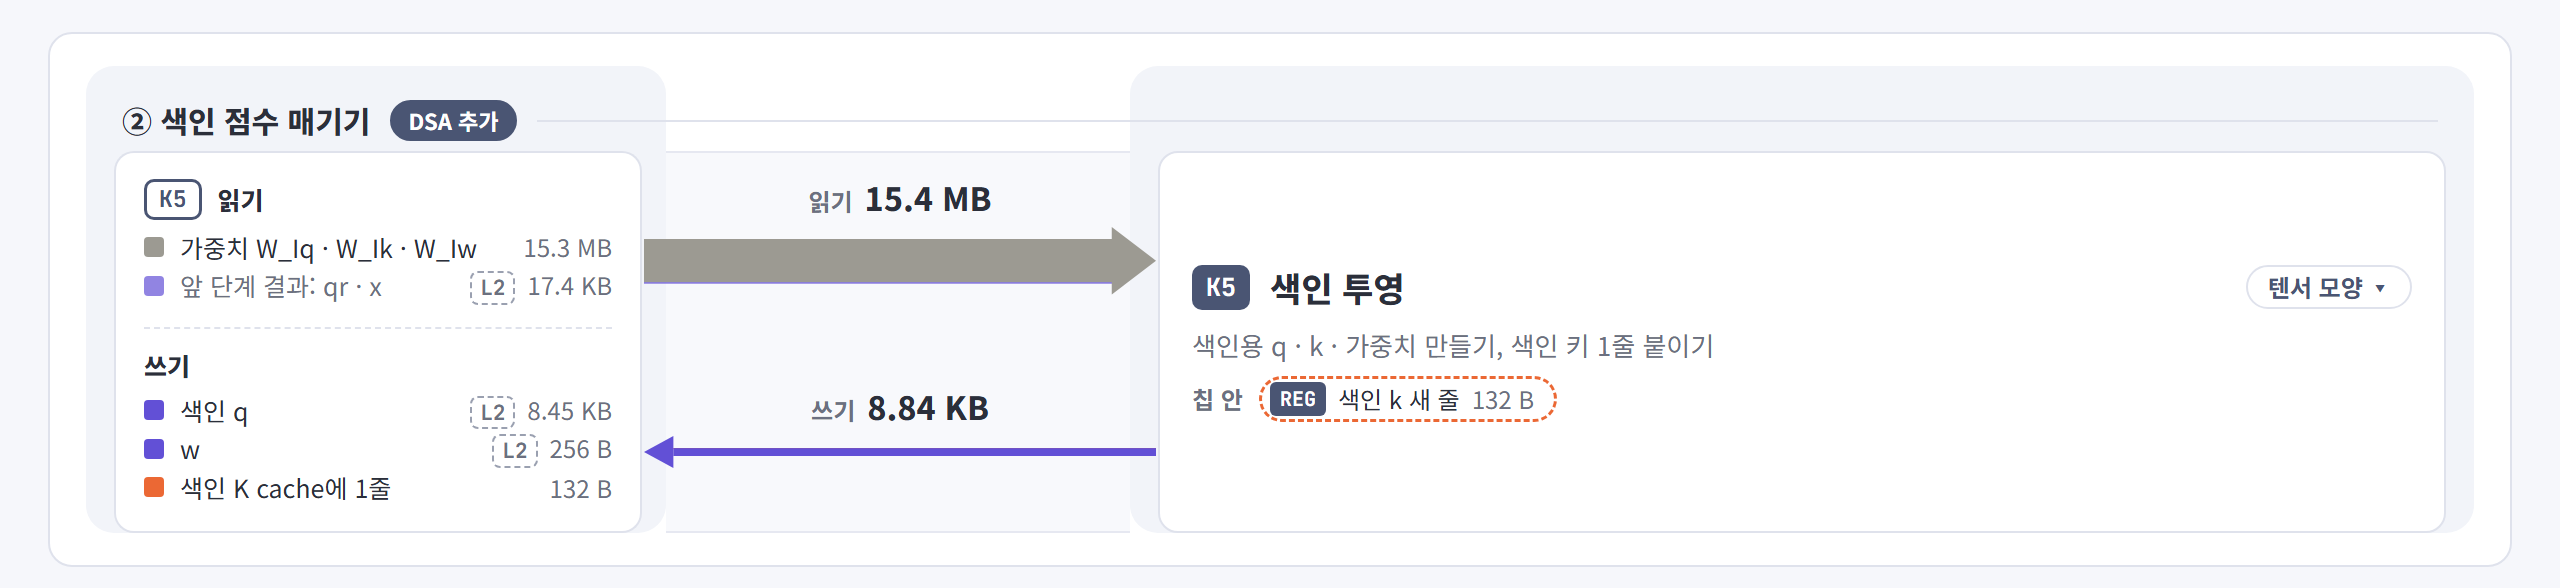 ② 색인 점수 매기기 DSA 추가
K5 읽기
가중치 W_Iq · W_Ik · W_Iw 15.3 MB
앞 단계 결과: qr · x L2 17.4 KB
쓰기
색인 q L2 8.45 KB
w L2 256 B
색인 K cache에 1줄 132 B
읽기 15.4 MB
쓰기 8.84 KB
K5 색인 투영
텐서 모양 ▾
색인용 q · k · 가중치 만들기, 색인 키 1줄 붙이기
칩 안 REG 색인 k 새 줄 132 B